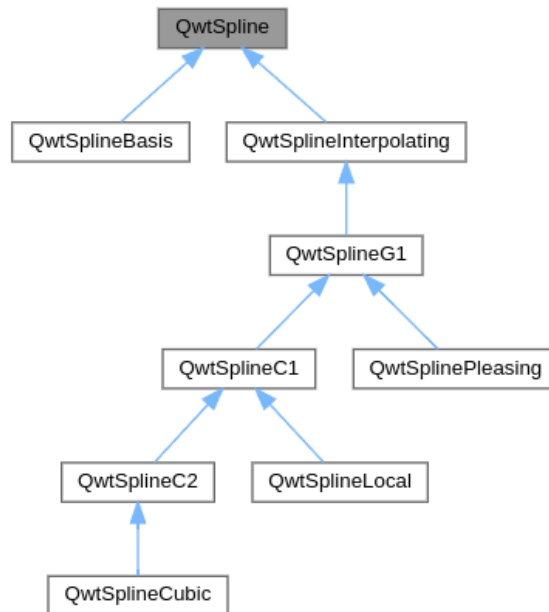 QwtSpline
QwtSplineBasis
QwtSplineInterpolating
QwtSplineG1
QwtSplineC1
QwtSplinePleasing
QwtSplineC2
QwtSplineLocal
QwtSplineCubic